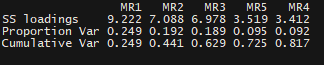 MR1 MR2 MR3 MR5 MR4
SS loadings 9.222 7.088 6.978 3.519 3.412
Proportion Var 0.249 0.192 0.189 0.095 0.092
Cumulative Var 0.249 0.441 0.629 0.725 0.817